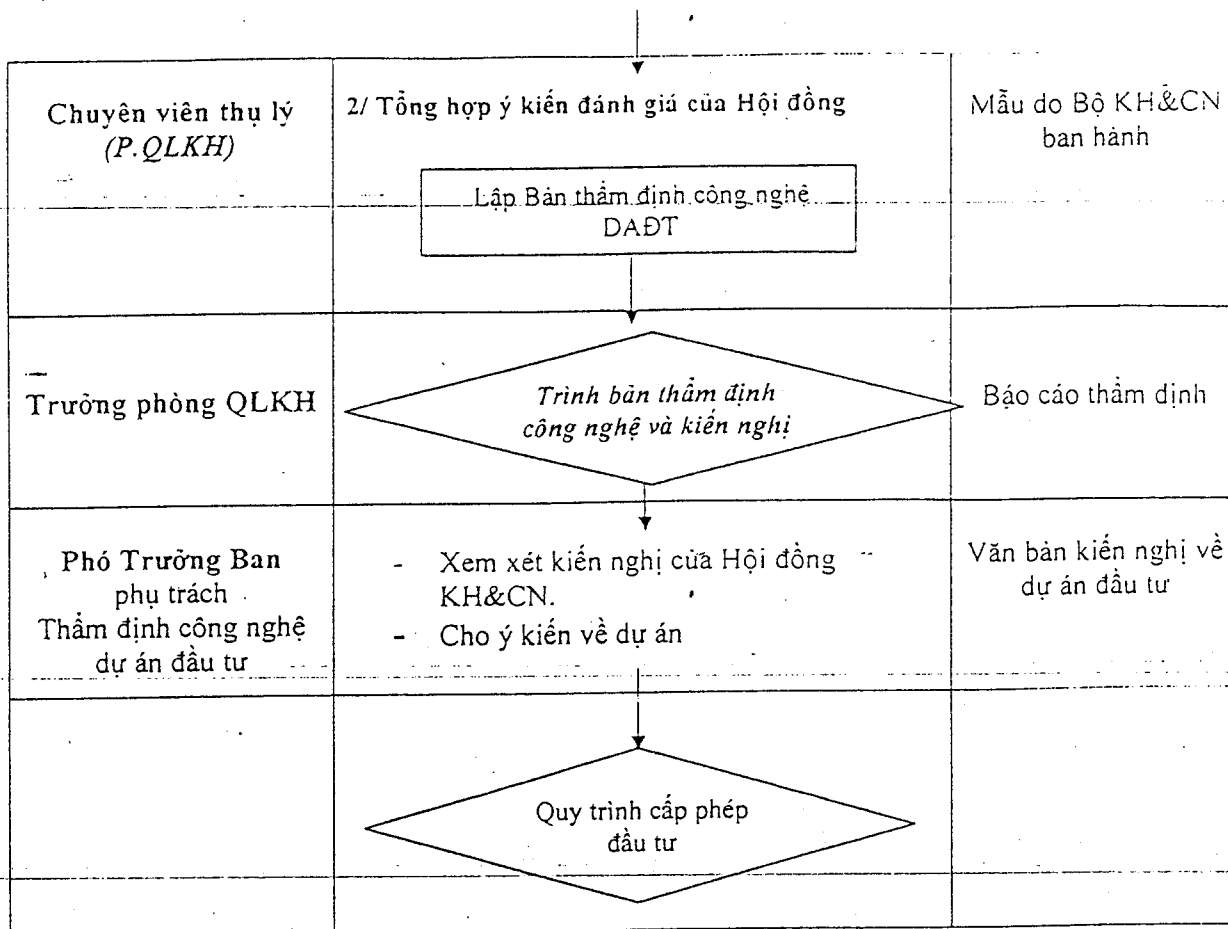 Chuyên viên thụ lý
(P.QLKH)
2/ Tổng hợp ý kiến đánh giá của Hội đồng
Mẫu do Bộ KH&CN
ban hành
Lập Bản thẩm định công nghệ
DAĐT
Trưởng phòng QLKH
Trình bản thẩm định
công nghệ và kiến nghị
Báo cáo thẩm định
Phó Trưởng Ban
phụ trách
Thẩm định công nghệ
dự án đầu tư
- Xem xét kiến nghị của Hội đồng
KH&CN.
- Cho ý kiến về dự án
Văn bản kiến nghị về
dự án đầu tư
Quy trình cấp phép
đầu tư